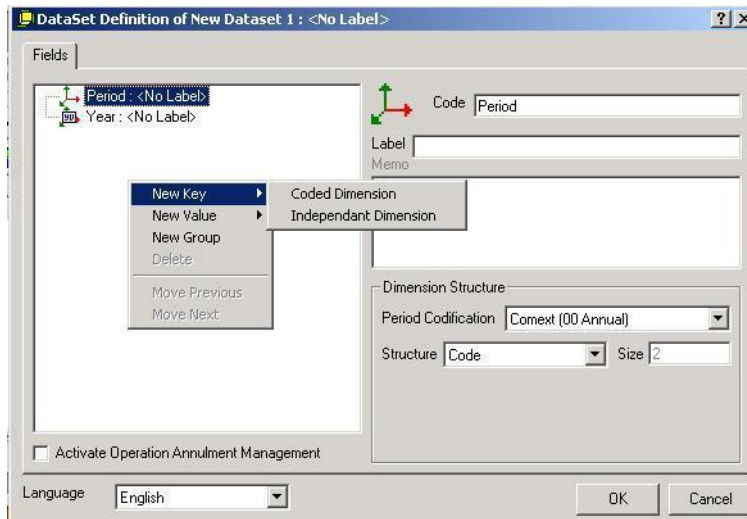 DataSet Definition of New Dataset 1 : <No Label>
Fields
Period : <No Label>
Year : <No Label>
New Key
New Value
New Group
Delete
Move Previous
Move Next
Coded Dimension
Independant Dimension
Activate Operation Annulment Management
Code Period
Label
Memo
Dimension Structure
Period Codification Comext (00 Annual)
Structure Code Size 2
Language English
OK Cancel